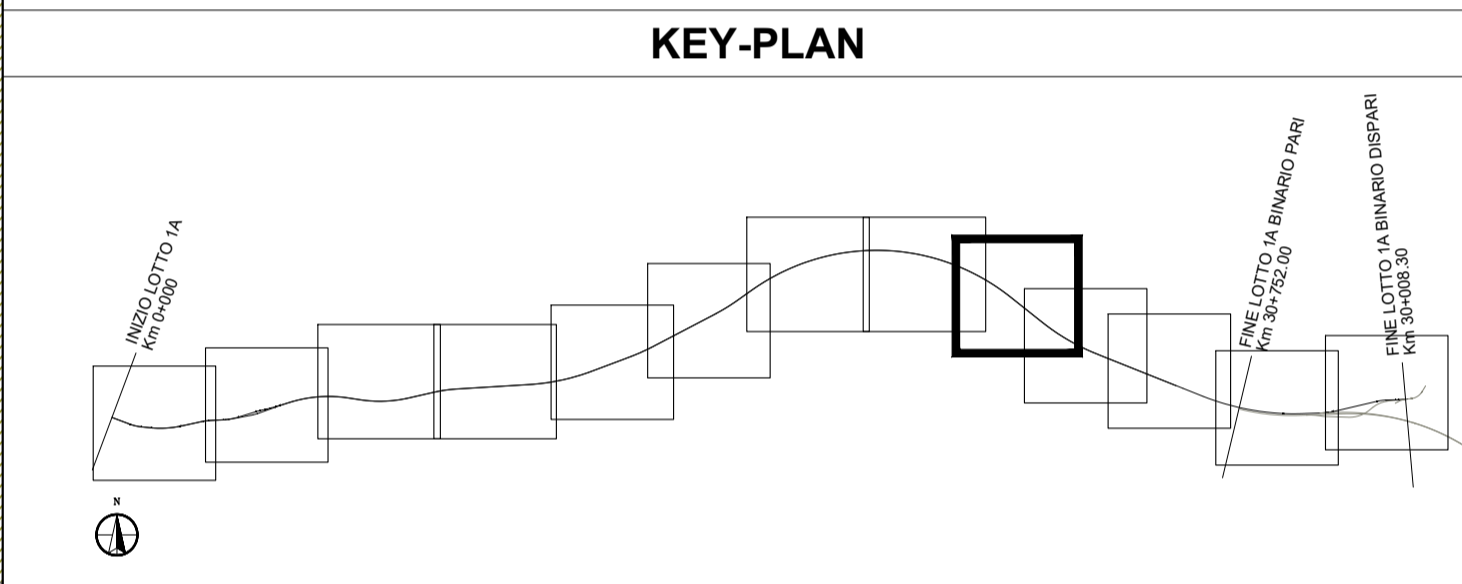 KEY-PLAN
INIZIO LOTTO 1A
Km 0+000
FINE LOTTO 1A BINARIO PARI
Km 30+752.00
FINE LOTTO 1A BINARIO DISPARI
Km 30+008.30
N